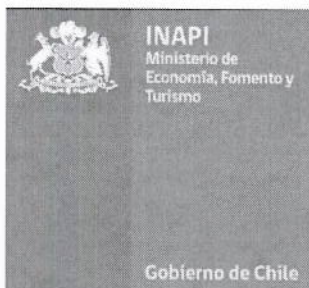 INAPI
Ministerio de
Economía, Fomento y
Turismo
Gobierno de Chile